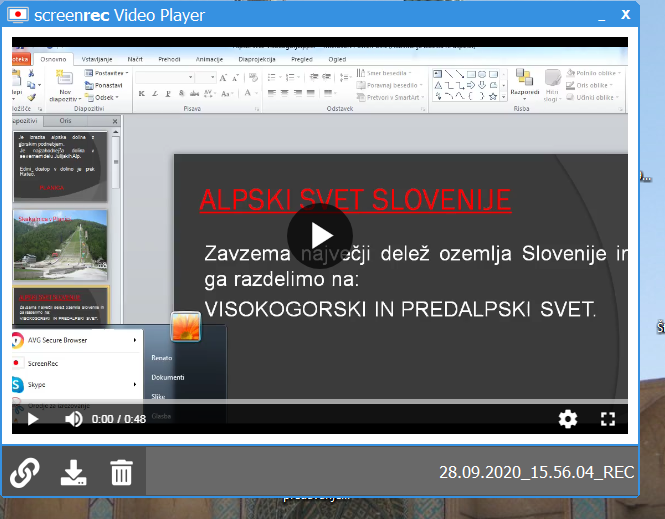 screenrec Video Player
Osnovno Vstavljanje Načrt Prehodi Animacije Diaprojekcija Pregled Ogled
Nov
diapozitiv
Postavitev
Ponastavi
Odsek
Smer besedila
Poravnaj besedilo
Pretvori v SmartArt
Razporedi
Hitri
slogi
Polnilo oblike
Oris oblike
Učinki oblike
Diapozitivi
Pisava
Odstavek
Risba
Oris
ALPSKI SVET SLOVENIJE
Zavzema največji delež ozemlja Slovenije in
ga razdelimo na:
VISOKOGORSKI IN PREDALPSKI SVET.
AVG Secure Browser
ScreenRec
Skype
Renato
Dokumenti
Slike
Glasba
0:00 / 0:48
28.09.2020_15.56.04_REC